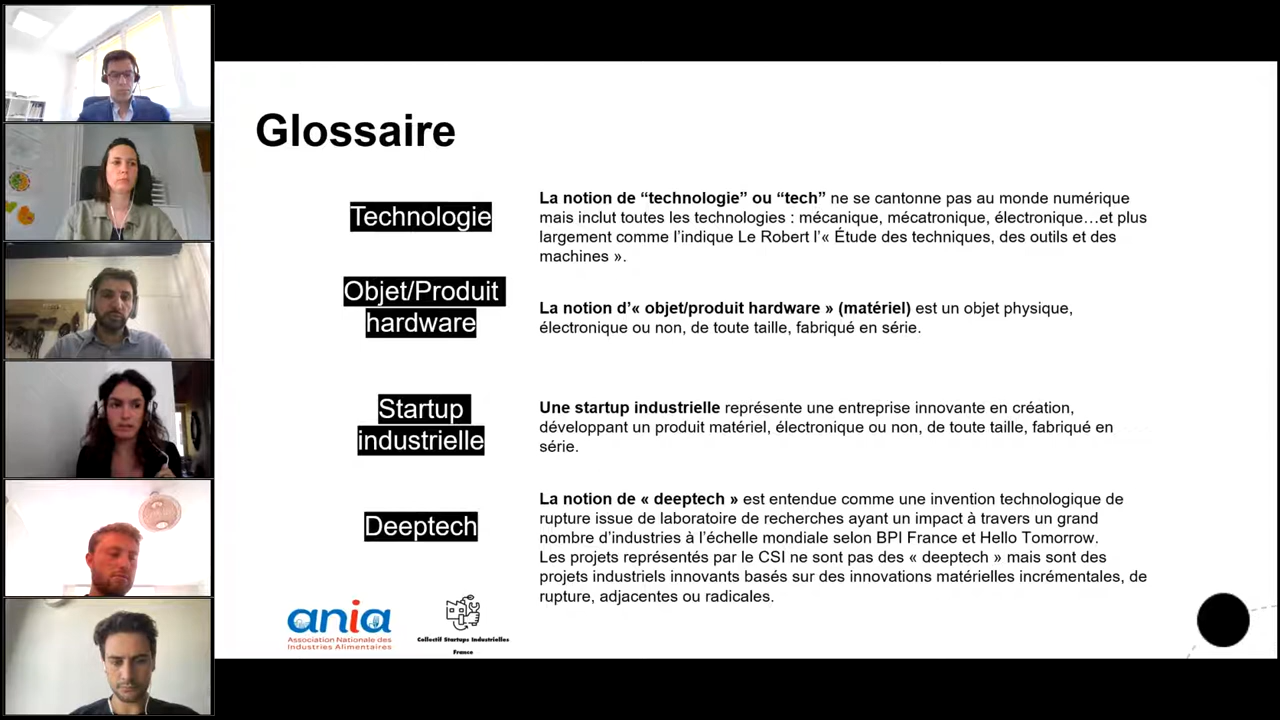 Glossaire
Technologie
La notion de “technologie” ou “tech” ne se cantonne pas au monde numérique
mais inclut toutes les technologies : mécanique, mécatronique, électronique…et plus
largement comme l’indique Le Robert l’« Étude des techniques, des outils et des
machines ».
Objet/Produit
hardware
La notion d’« objet/produit hardware » (matériel) est un objet physique,
électronique ou non, de toute taille, fabriqué en série.
Startup
industrielle
Une startup industrielle représente une entreprise innovante en création,
développant un produit matériel, électronique ou non, de toute taille, fabriqué en
série.
Deeptech
La notion de « deeptech » est entendue comme une invention technologique de
rupture issue de laboratoire de recherches ayant un impact à travers un grand
nombre d’industries à l’échelle mondiale selon BPI France et Hello Tomorrow.
Les projets représentés par le CSI ne sont pas des « deeptech » mais sont des
projets industriels innovants basés sur des innovations matérielles incrémentales, de
rupture, adjacentes ou radicales.
ania
Association Nationale des
Industries Alimentaires
Collectif Startups Industrielles
France